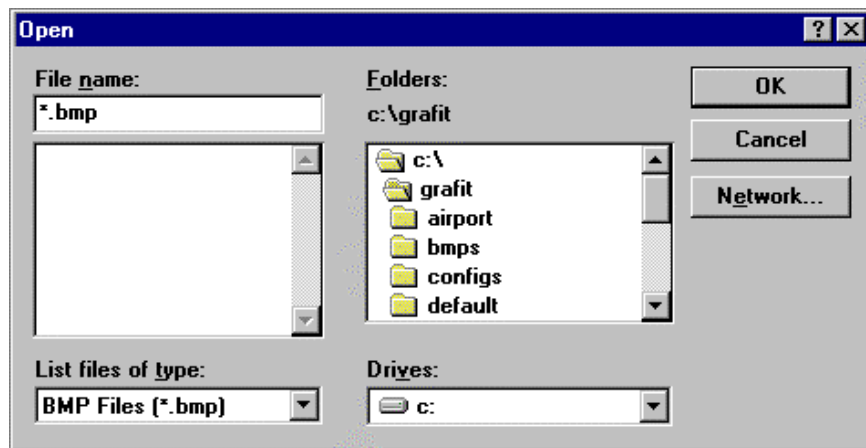 Open
File name:
*.bmp
List files of type:
BMP Files (*.bmp)
Folders:
c:\grafit
c:\
grafit
airport
bmps
configs
default
Drives:
c:
OK
Cancel
Network...